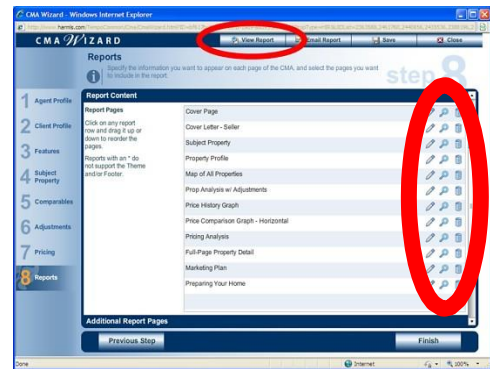 CMA Wizard - Windows Internet Explorer
CMA WIZARD
View Report
Email Report
Save
Close
Reports
Specify the information you want to appear on each page of the CMA, and select the pages you want
to include in the report.
step 8
1 Agent Profile
2 Client Profile
3 Features
4 Subject
Property
5 Comparables
6 Adjustments
7 Pricing
8 Reports
Report Content
Report Pages
Click on any report
row and drag it up or
down to reorder the
pages.
Reports with an * do
not support the Theme
and/or Footer.
Cover Page
Cover Letter - Seller
Subject Property
Property Profile
Map of All Properties
Prop Analysis w/ Adjustments
Price History Graph
Price Comparison Graph - Horizontal
Pricing Analysis
Full-Page Property Detail
Marketing Plan
Preparing Your Home
Additional Report Pages
Previous Step
Finish
Done
Internet
100%